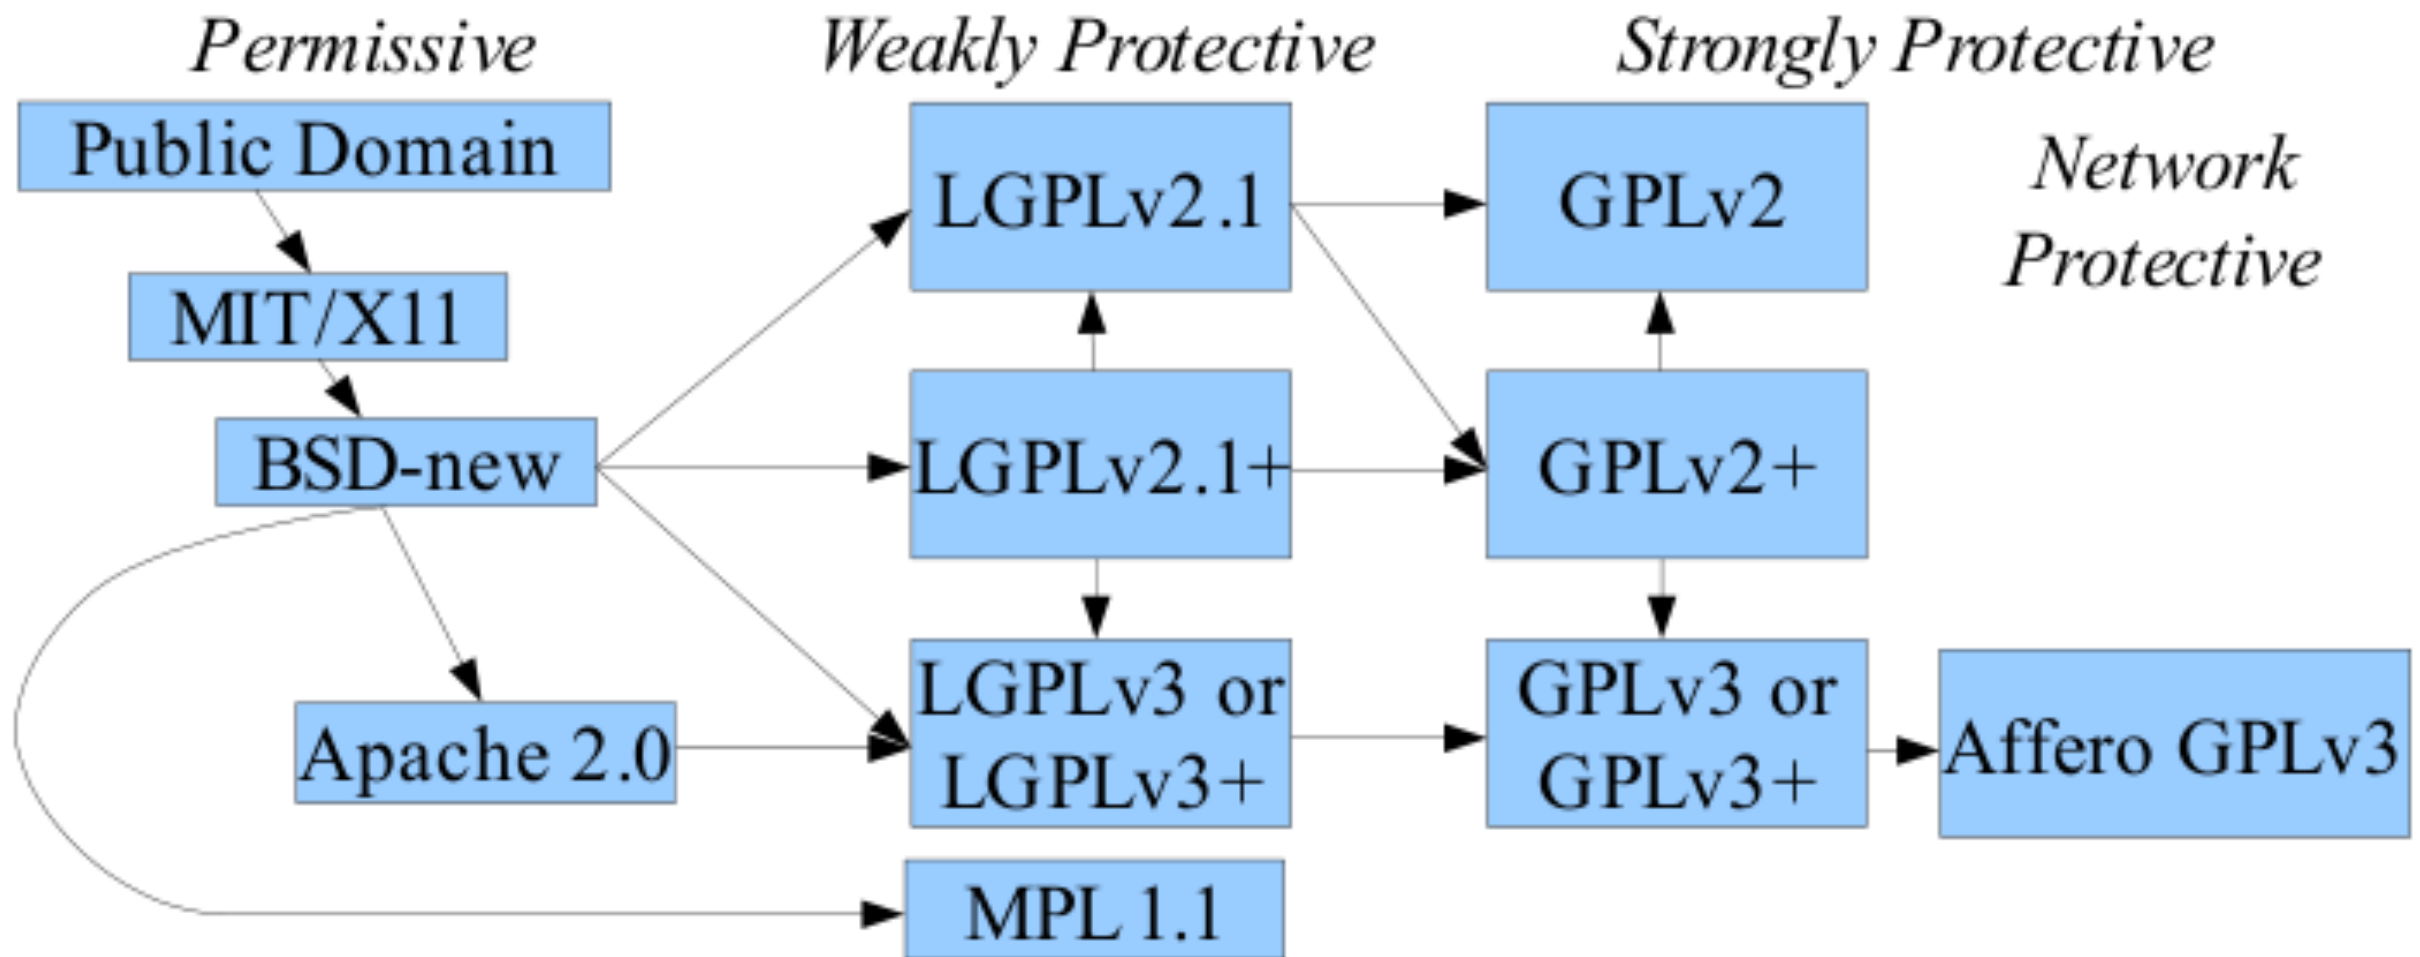 Permissive
Weakly Protective
Strongly Protective
Public Domain
LGPLv2.1
GPLv2
Network
Protective
MIT/X11
BSD-new
LGPLv2.1+
GPLv2+
Apache 2.0
LGPLv3 or
LGPLv3+
GPLv3 or
GPLv3+
Affero GPLv3
MPL 1.1